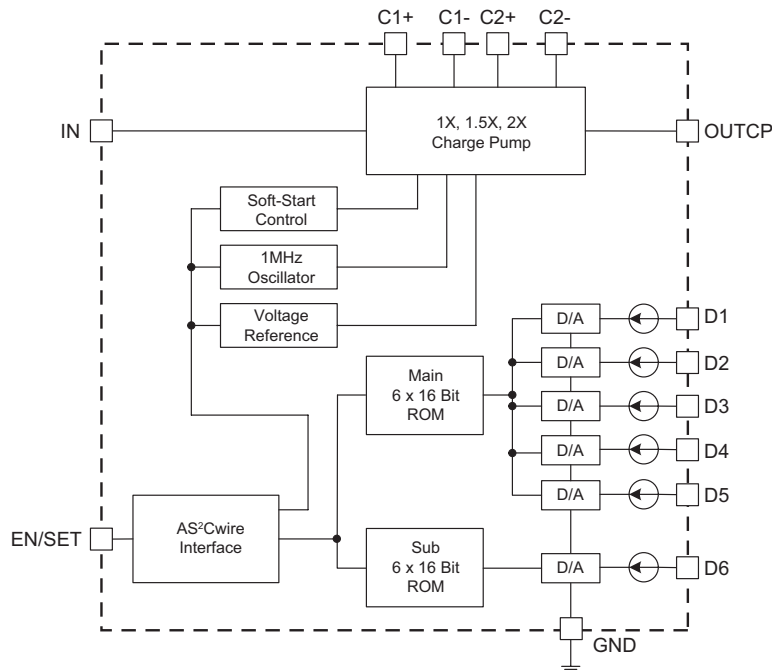 C1+ C1- C2+ C2-
IN
1X, 1.5X, 2X
Charge Pump
OUTCP
Soft-Start
Control
1MHz
Oscillator
Voltage
Reference
D/A
D1
D/A
D2
Main
6 x 16 Bit
ROM
D/A
D3
D/A
D4
D/A
D5
EN/SET
AS²Cwire
Interface
Sub
6 x 16 Bit
ROM
D/A
D6
GND